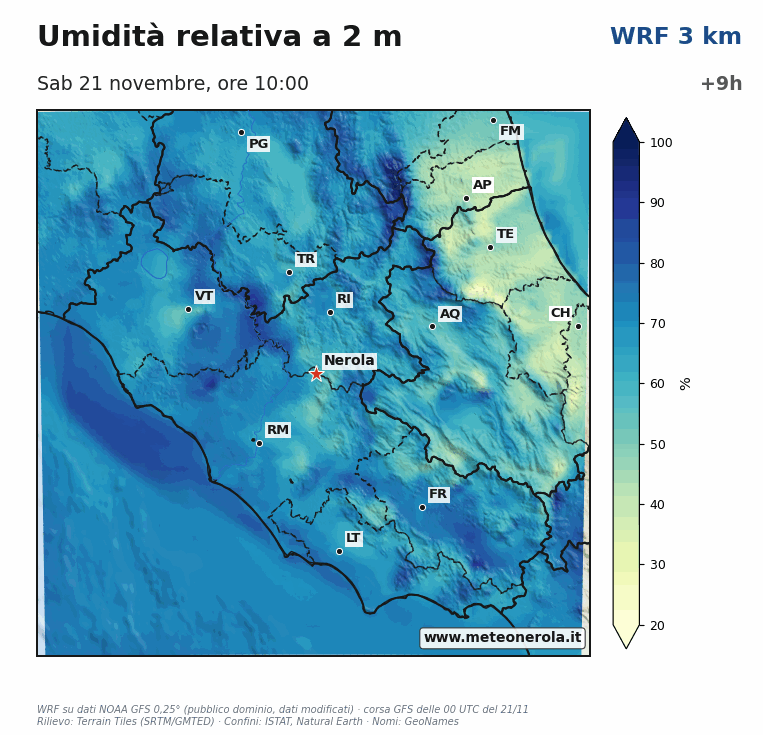 Umidità relativa a 2 m
WRF 3 km
Sab 21 novembre, ore 10:00
+9h
FM
PG
AP
TE
TR
VT
RI
AQ
CH
Nerola
RM
FR
LT
www.meteonerola.it
100
90
80
70
60
50
40
30
20
%
WRF su dati NOAA GFS 0,25° (pubblico dominio, dati modificati) · corsa GFS delle 00 UTC del 21/11
Rilievo: Terrain Tiles (SRTM/GMTED) · Confini: ISTAT, Natural Earth · Nomi: GeoNames